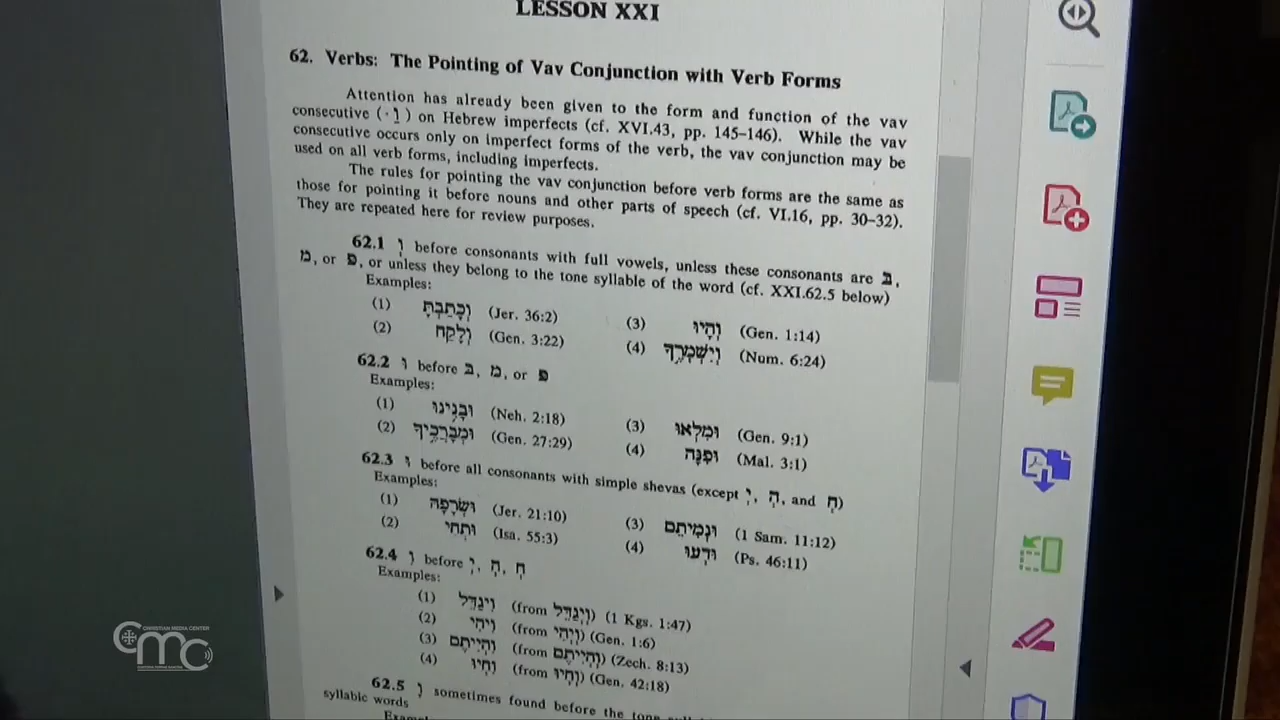 LESSON XXI
62. Verbs: The Pointing of Vav Conjunction with Verb Forms
Attention has already been given to the form and function of the vav
consecutive (·וַ) on Hebrew imperfects (cf. XVI.43, pp. 145–146). While the vav
consecutive occurs only on imperfect forms of the verb, the vav conjunction may be
used on all verb forms, including imperfects.
The rules for pointing the vav conjunction before verb forms are the same as
those for pointing it before nouns and other parts of speech (cf. VI.16, pp. 30–32).
They are repeated here for review purposes.
62.1 וְ before consonants with full vowels, unless these consonants are בּ,
מ, or פּ, or unless they belong to the tone syllable of the word (cf. XXI.62.5 below)
Examples:
(1) וְכָתַבְתָּ (Jer. 36:2) (3) וְהָיוּ (Gen. 1:14)
(2) וְלָקַח (Gen. 3:22) (4) וְיִשְׁמְרֶךָ (Num. 6:24)
62.2 וּ before בּ, מ, or פּ
Examples:
(1) וּבָנִינוּ (Neh. 2:18) (3) וּמִלְאוּ (Gen. 9:1)
(2) וּמְבָרֲכֶיךָ (Gen. 27:29) (4) וּפִנָּה (Mal. 3:1)
62.3 וּ before all consonants with simple shevas (except יְ, הְ, and חְ)
Examples:
(1) וּשְׂרָפָהּ (Jer. 21:10) (3) וּנְמִיתֵם (1 Sam. 11:12)
(2) וּתְחִי (Isa. 55:3) (4) וּדְעוּ (Ps. 46:11)
62.4 וִ before יְ, הְ, חְ
Examples:
(1) וִיגַדֵּל (from וְיְגַדֵּל) (1 Kgs. 1:47)
(2) וִיהִי (from וְיְהִי) (Gen. 1:6)
(3) וִהְיִיתֶם (from וְהְיִיתֶם) (Zech. 8:13)
(4) וִחְיוּ (from וְחְיוּ) (Gen. 42:18)
62.5 וָ sometimes found before the tone
syllabic words
CHRISTIAN MEDIA CENTER
cmc